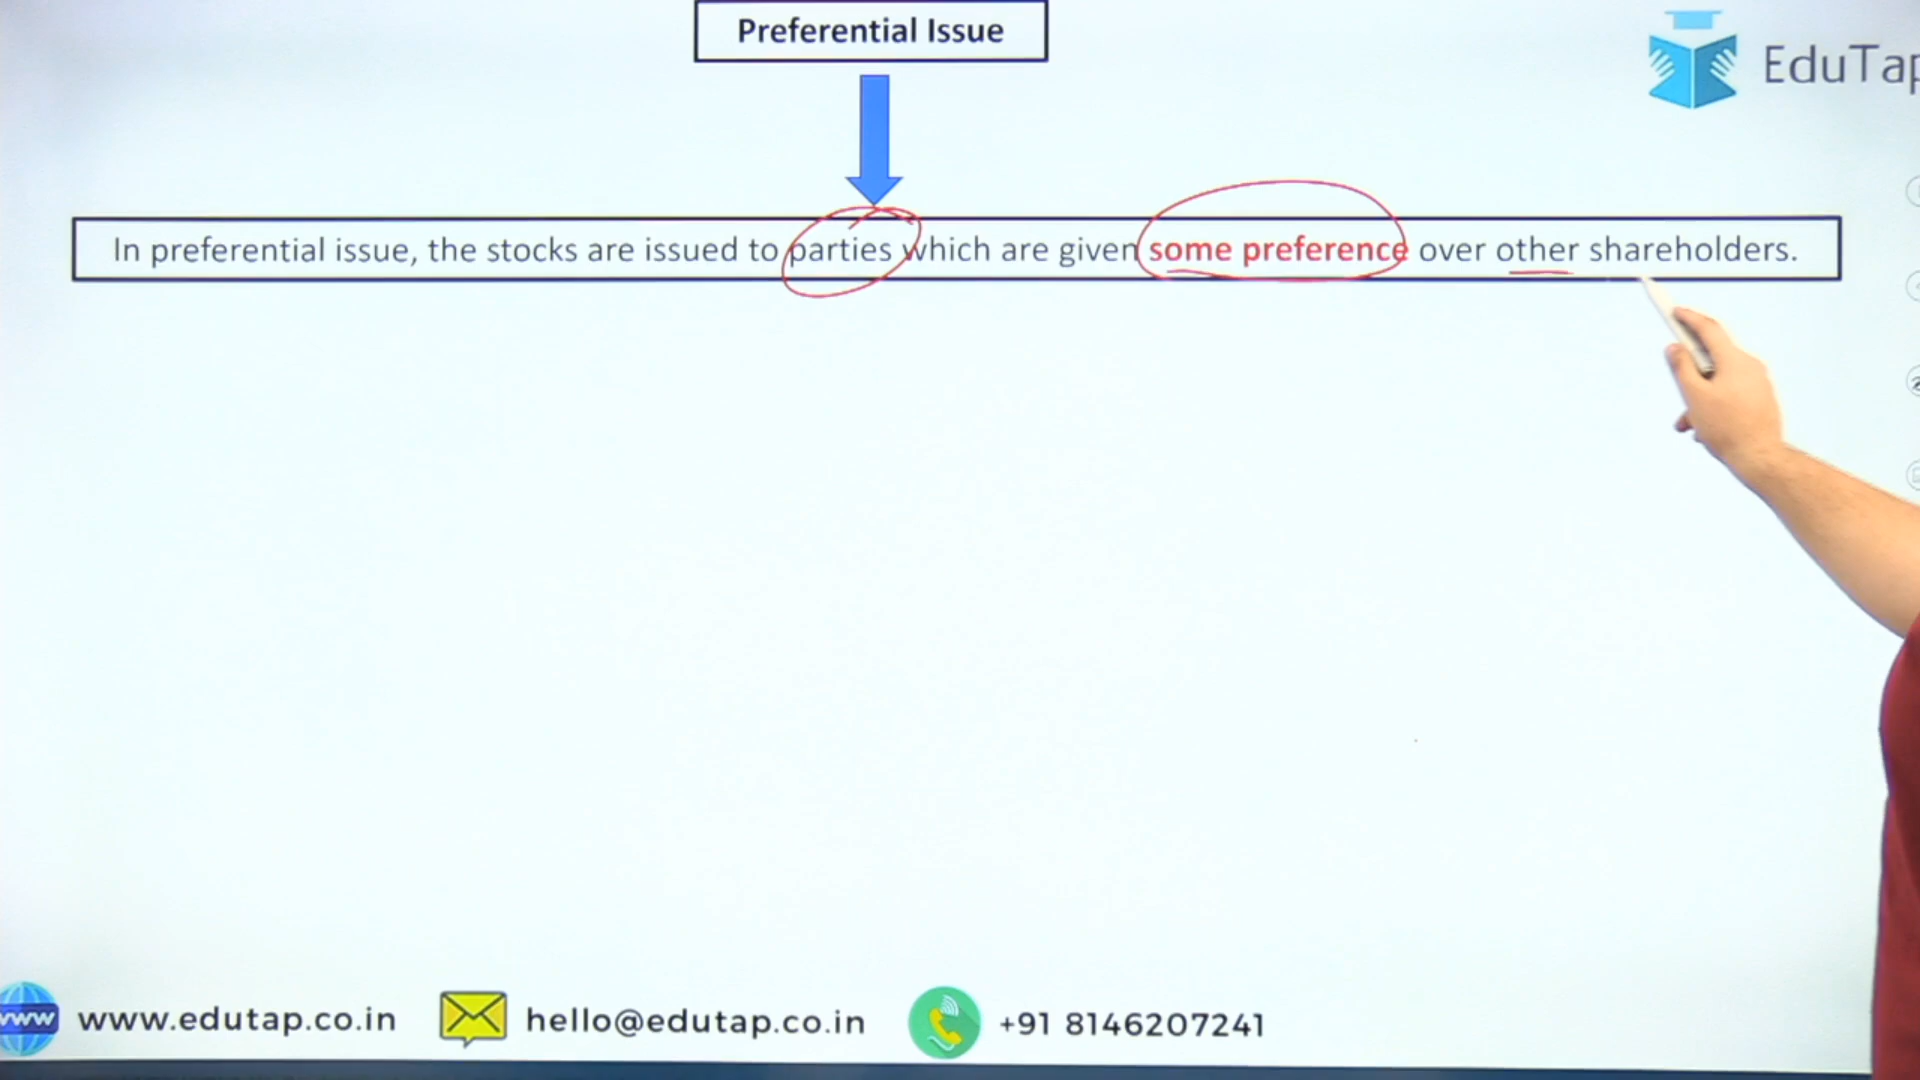 Preferential Issue
EduTap
In preferential issue, the stocks are issued to parties which are given some preference over other shareholders.
www
www.edutap.co.in
hello@edutap.co.in
+91 8146207241